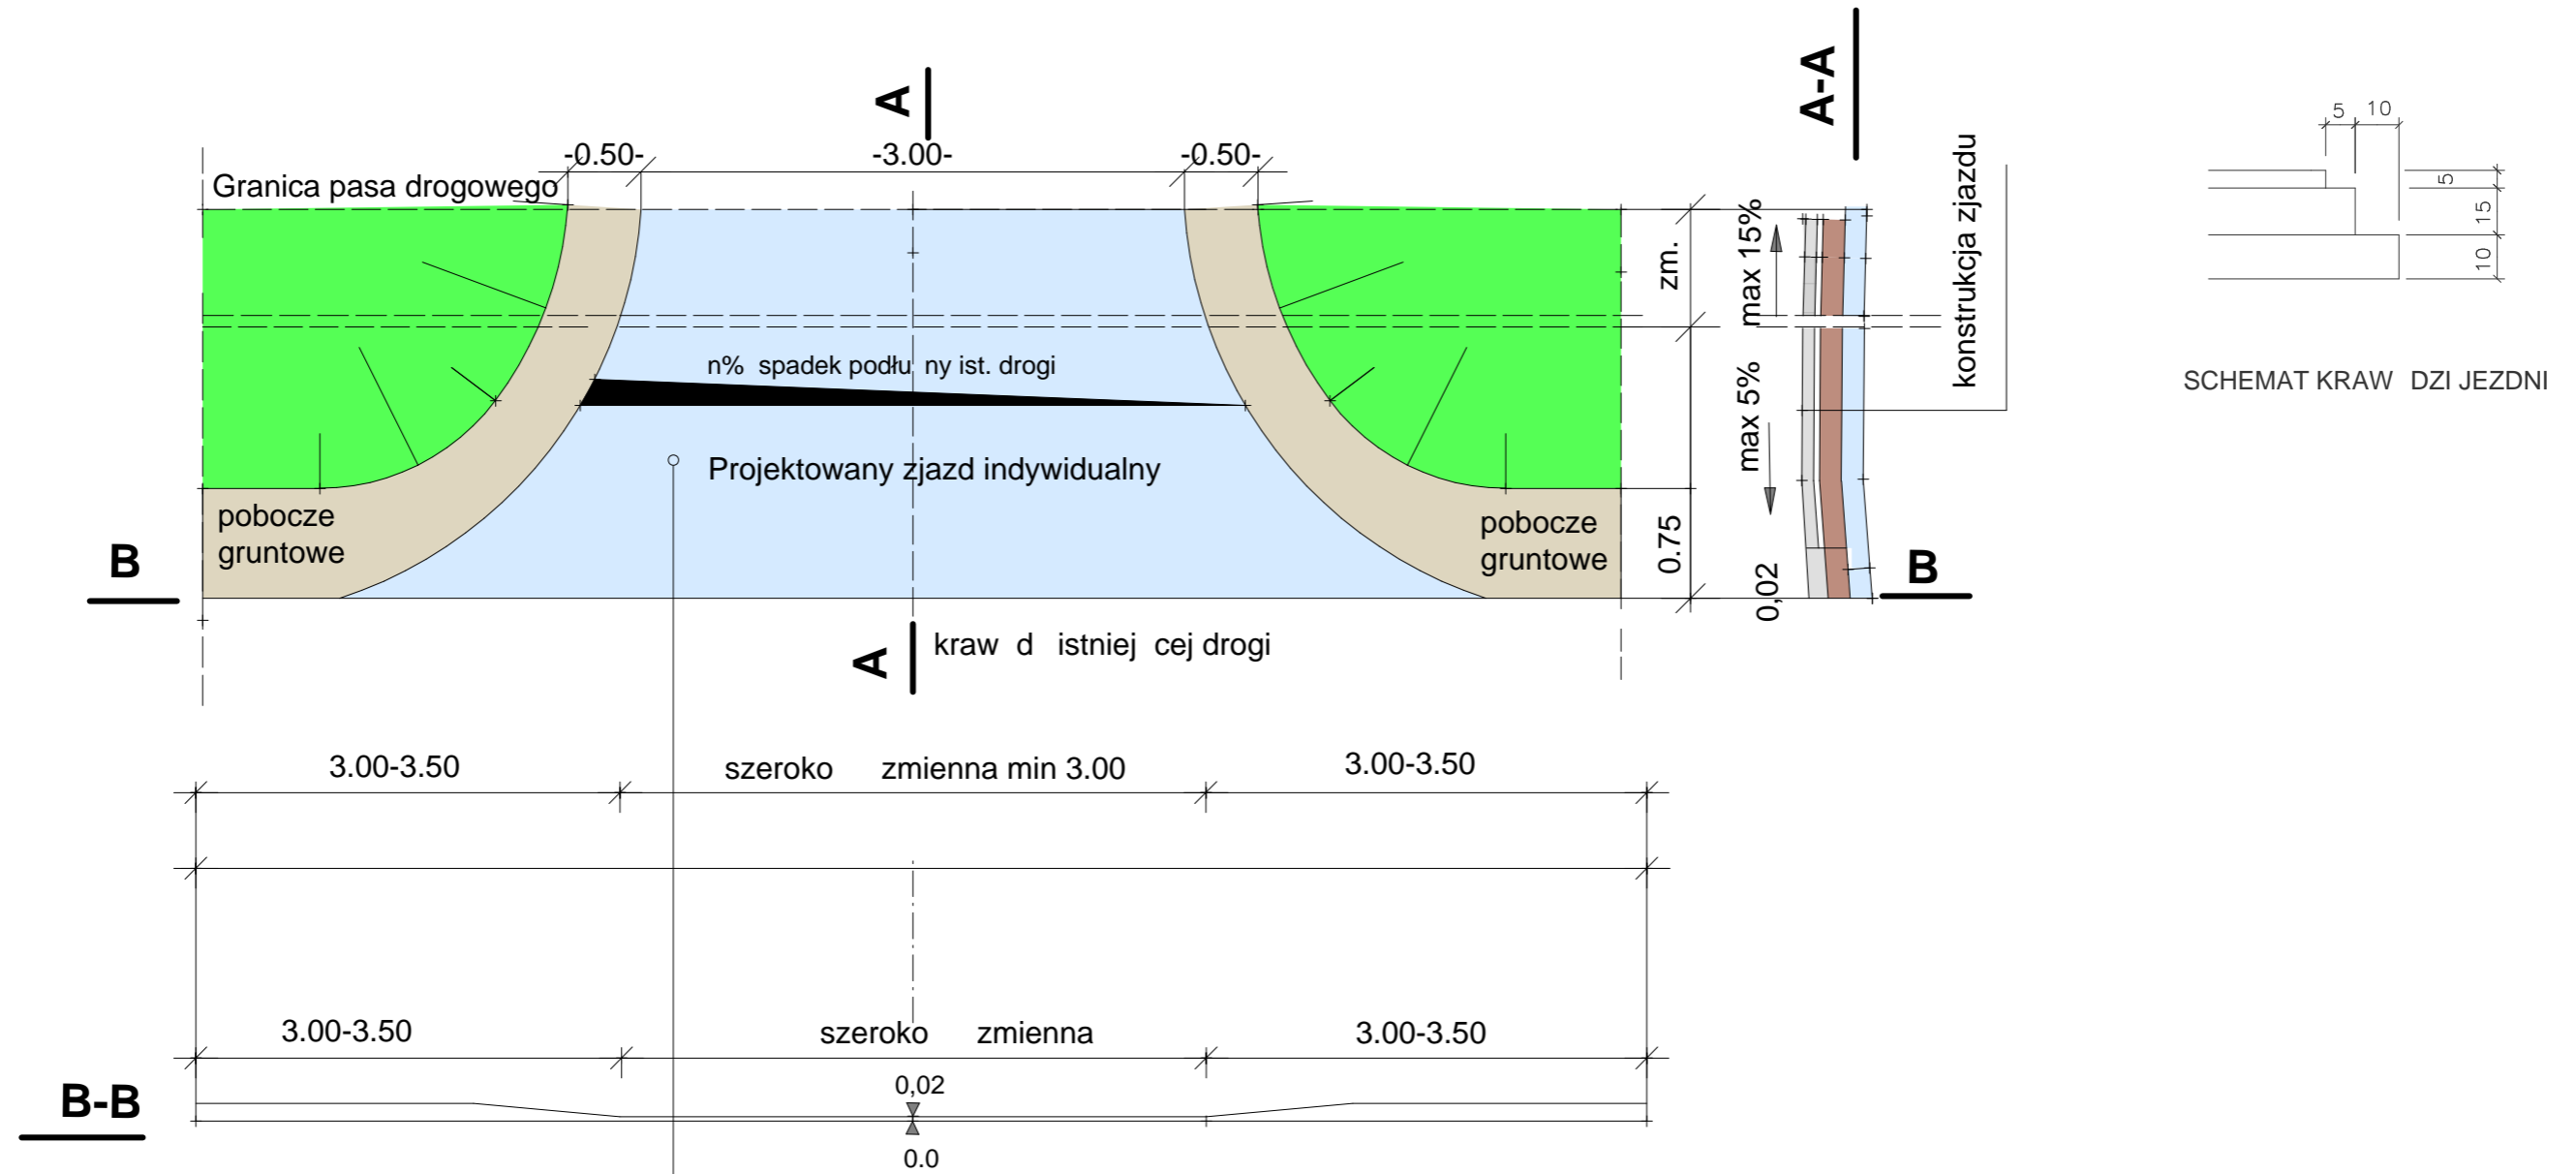 A
A-A
5 10
-0.50-
-3.00-
-0.50-
Granica pasa drogowego
konstrukcja zjazdu
5
15
10
zm.
max 15%
n% spadek podłu ny ist. drogi
max 5%
SCHEMAT KRAW DZI JEZDNI
Projektowany zjazd indywidualny
pobocze
gruntowe
pobocze
gruntowe
0.75
0,02
B
B
A
kraw d istniej cej drogi
3.00-3.50
szeroko zmienna min 3.00
3.00-3.50
3.00-3.50
szeroko zmienna
3.00-3.50
0,02
B-B
0.0